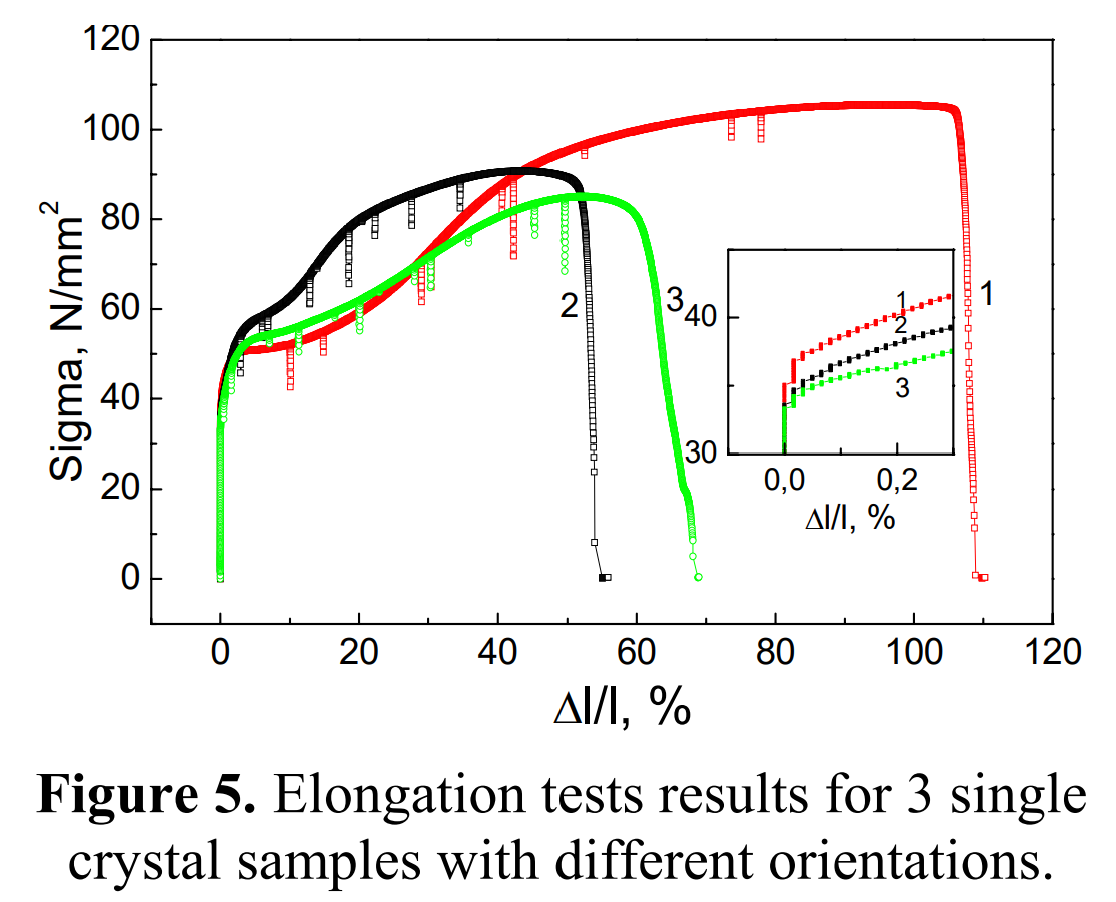 120
100
80
60
40
20
0
Sigma, N/mm²
0 20 40 60 80 100 120
Δl/l, %
2
3
1
40
30
1
2
3
0,0 0,2
Δl/l, %
Figure 5. Elongation tests results for 3 single
crystal samples with different orientations.